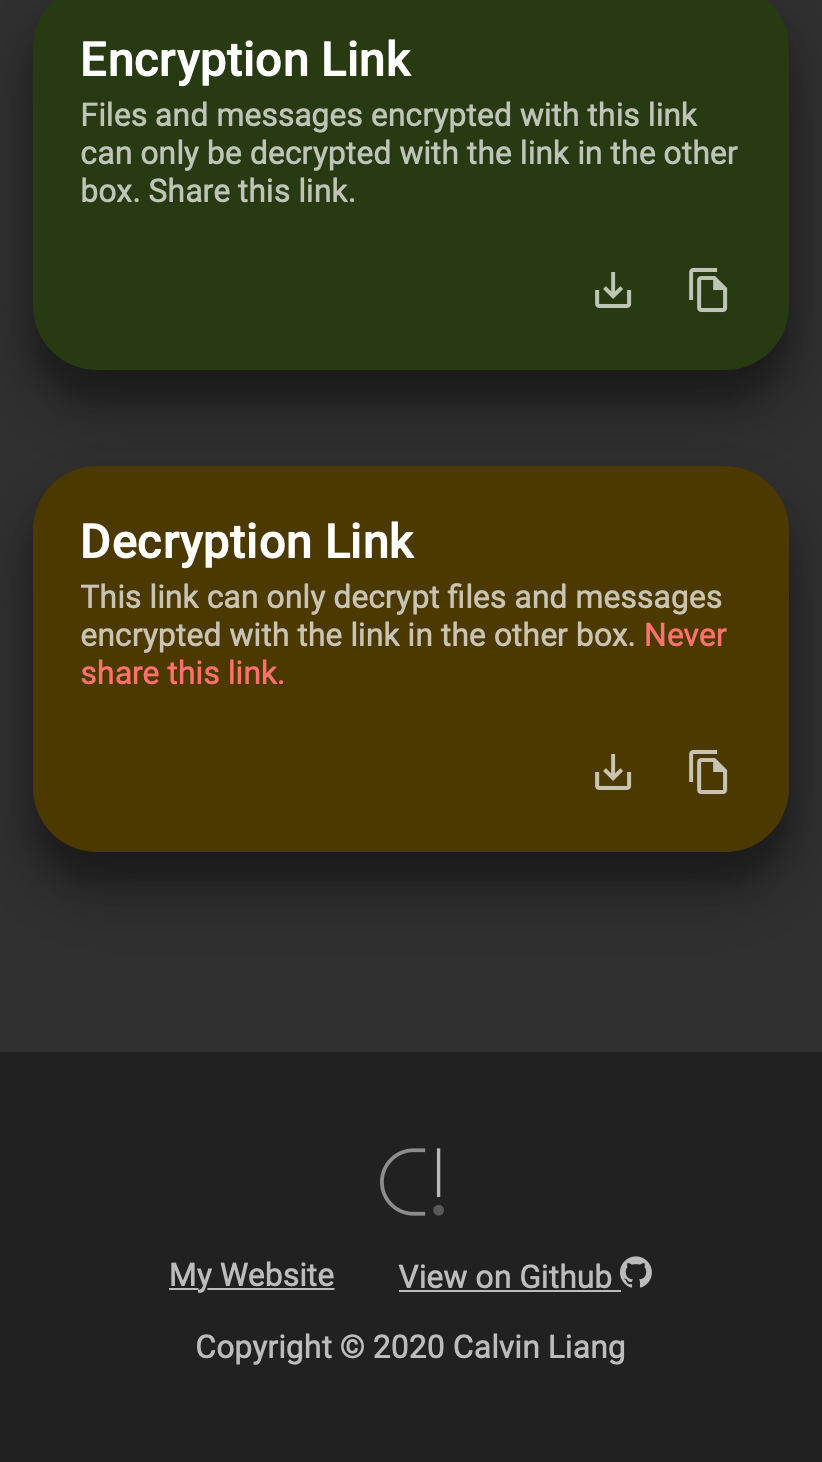 Encryption Link
Files and messages encrypted with this link
can only be decrypted with the link in the other
box. Share this link.
Decryption Link
This link can only decrypt files and messages
encrypted with the link in the other box. Never
share this link.
My Website
View on Github
Copyright © 2020 Calvin Liang